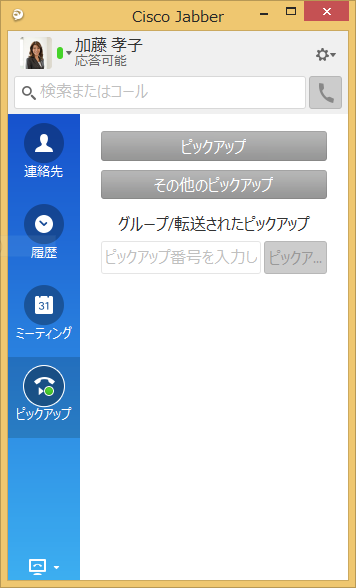 Cisco Jabber
加藤 孝子
応答可能
検索またはコール
連絡先
履歴
31
ミーティング
ピックアップ
ピックアップ
その他のピックアップ
グループ/転送されたピックアップ
ピックアップ番号を入力し
ピックア...